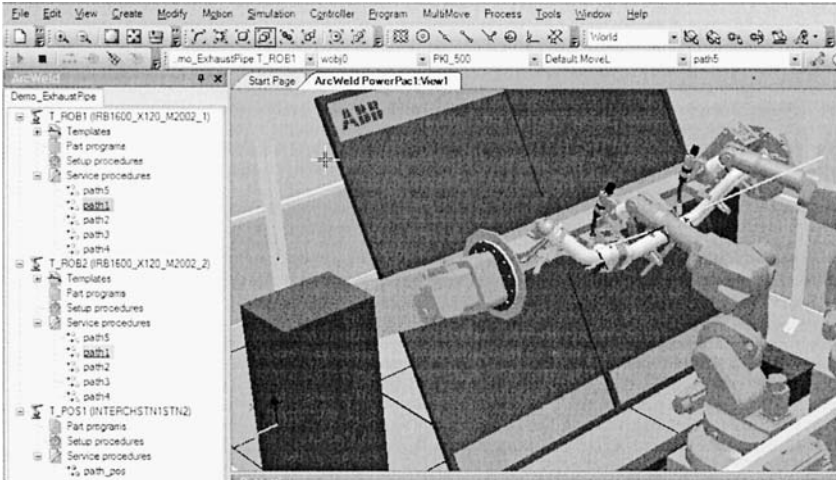 File Edit View Create Modify Motion Simulation Controller Program MultiMove Process Tools Window Help
World
mo_ExhaustPipe T_ROB1 wobj0 PKI_500 Default MoveL path5
ArcWeld
Start Page ArcWeld PowerPac1:View1
Demo_ExhaustPipe
ABB
T_ROB1 (IRB1600_X120_M2002_1)
Templates
Part programs
Setup procedures
Service procedures
path5
path1
path2
path3
path4
T_ROB2 (IRB1600_X120_M2002_2)
Templates
Part programs
Setup procedures
Service procedures
path5
path1
path2
path3
path4
T_POS1 (INTERCHSTN1STN2)
Part programs
Setup procedures
Service procedures
path_pos